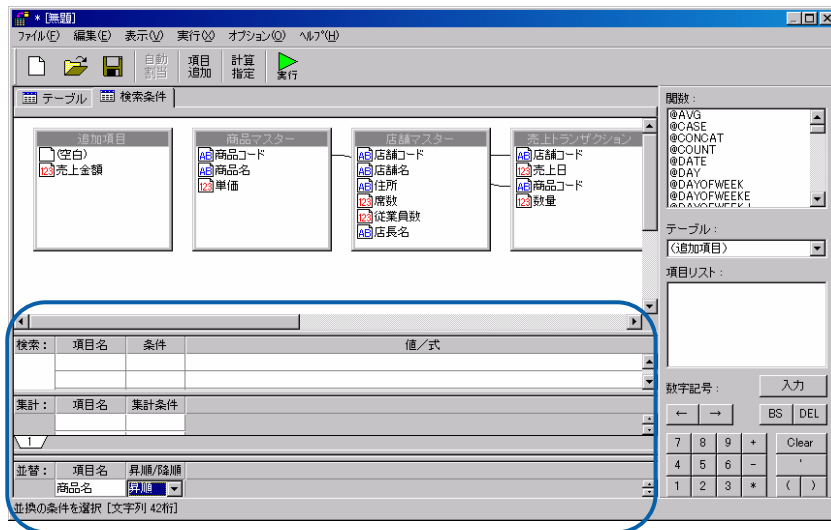 * [無題]
ファイル(F) 編集(E) 表示(V) 実行(X) オプション(O) ヘルプ(H)
自動割当 項目追加 計算指定 実行
テーブル 検索条件
追加項目
(空白)
売上金額
商品マスター
商品コード
商品名
単価
店舗マスター
店舗コード
店舗名
住所
席数
従業員数
店長名
売上トランザクション
店舗コード
売上日
商品コード
数量
検索: 項目名 条件 値/式
集計: 項目名 集計条件
1
並替: 項目名 昇順/降順
商品名 昇順
並換の条件を選択 [文字列 42桁]
関数:
@AVG
@CASE
@CONCAT
@COUNT
@DATE
@DAY
@DAYOFWEEK
@DAYOFWEEKE
テーブル:
(追加項目)
項目リスト:
数字記号: 入力
← → BS DEL
7 8 9 + Clear
4 5 6 - '
1 2 3 * ( )